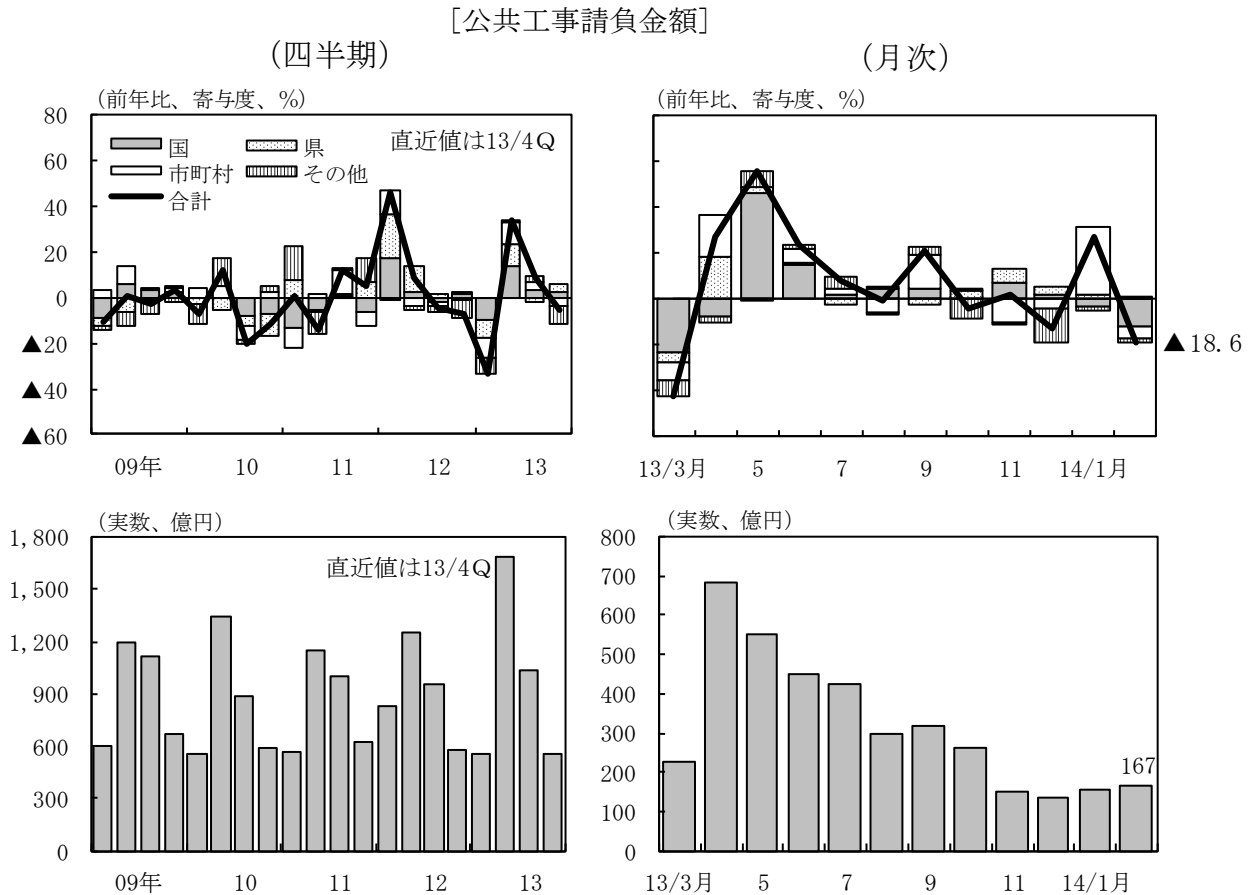 [公共工事請負金額]
(四半期)
(前年比、寄与度、%)
80
60
40
20
0
▲20
▲40
▲60
国
県
市町村
その他
合計
直近値は13/4Q
09年 10 11 12 13
(月次)
(前年比、寄与度、%)
▲18.6
13/3月 5 7 9 11 14/1月
(実数、億円)
1,800
1,500
1,200
900
600
300
0
直近値は13/4Q
09年 10 11 12 13
(実数、億円)
800
700
600
500
400
300
200
100
0
167
13/3月 5 7 9 11 14/1月